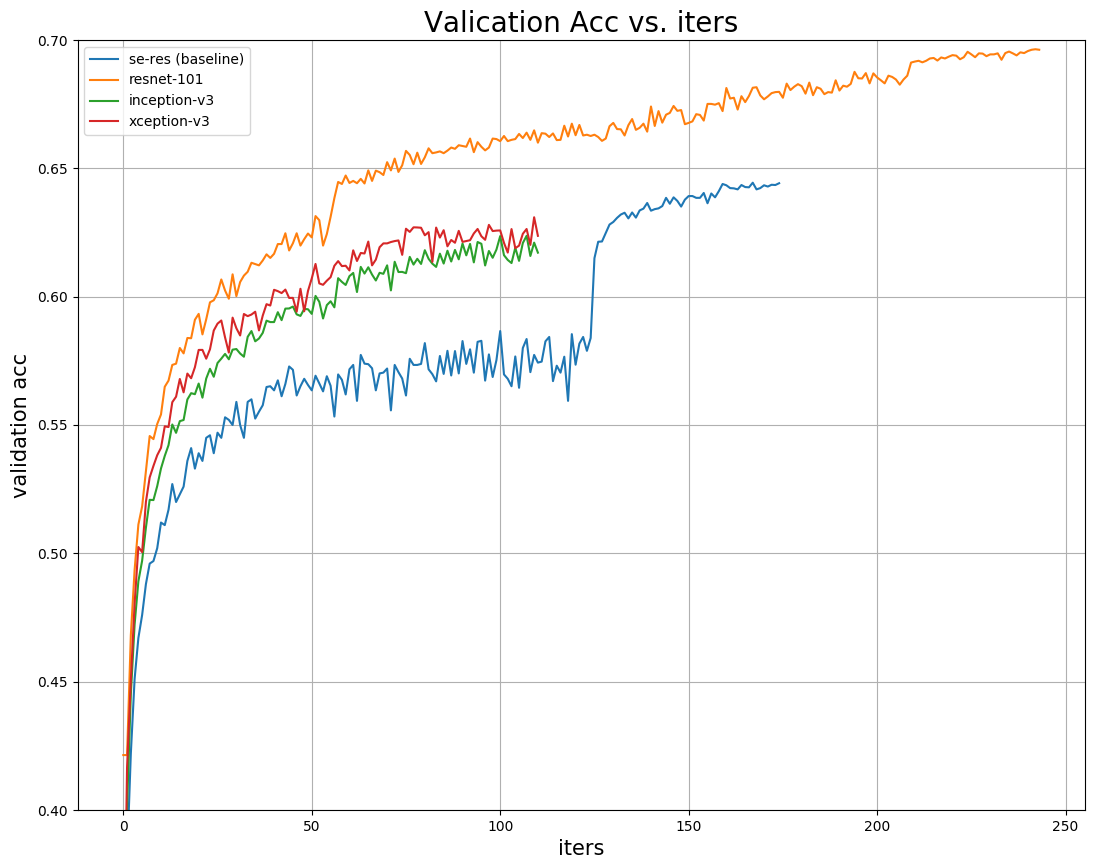 Valication Acc vs. iters
se-res (baseline)
resnet-101
inception-v3
xception-v3
validation acc
0.70
0.65
0.60
0.55
0.50
0.45
0.40
0 50 100 150 200 250
iters